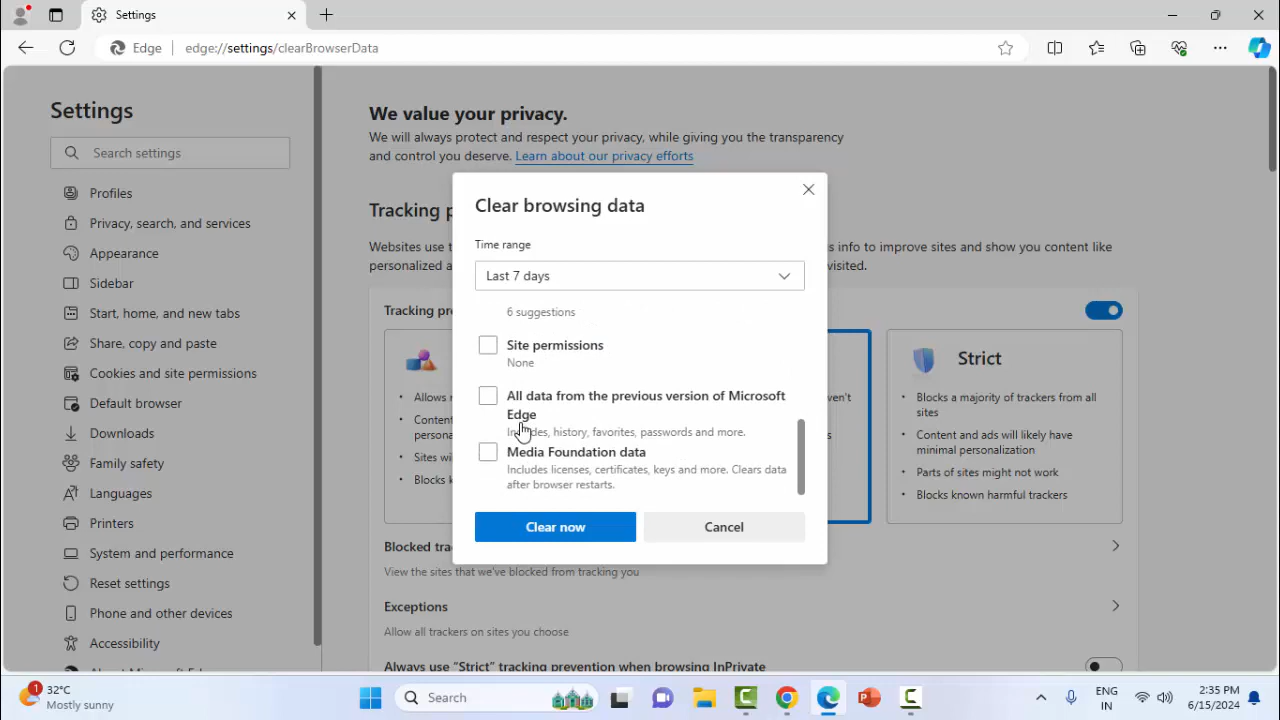 Settings
Edge
edge://settings/clearBrowserData
Settings
Search settings
Profiles
Privacy, search, and services
Appearance
Sidebar
Start, home, and new tabs
Share, copy and paste
Cookies and site permissions
Default browser
Downloads
Family safety
Languages
Printers
System and performance
Reset settings
Phone and other devices
Accessibility
We value your privacy.
We will always protect and respect your privacy, while giving you the transparency
and control you deserve. Learn about our privacy efforts
Tracking
Websites use
s info to improve sites and show you content like
personalized
visited.
Tracking
Strict
Blocks a majority of trackers from all
sites
Content and ads will likely have
minimal personalization
Parts of sites might not work
Blocks known harmful trackers
Clear browsing data
Time range
Last 7 days
6 suggestions
Site permissions
None
All data from the previous version of Microsoft
Edge
Includes, history, favorites, passwords and more.
Media Foundation data
Includes licenses, certificates, keys and more. Clears data
after browser restarts.
Clear now
Cancel
Blocked
View the sites that we've blocked from tracking you
Exceptions
Allow all trackers on sites you choose
Always use "Strict" tracking prevention when browsing InPrivate
1
32°C
Mostly sunny
Search
ENG
IN
2:35 PM
6/15/2024